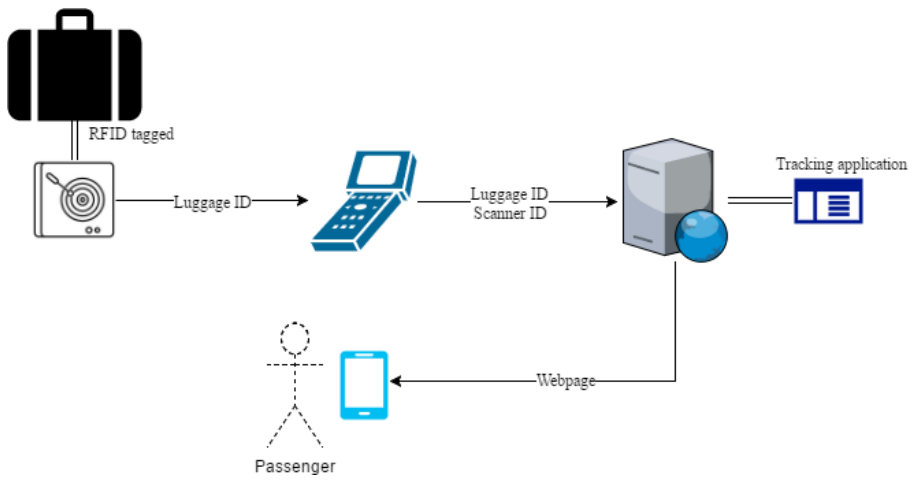 RFID tagged
Tracking application
Luggage ID
Luggage ID
Scanner ID
Webpage
Passenger